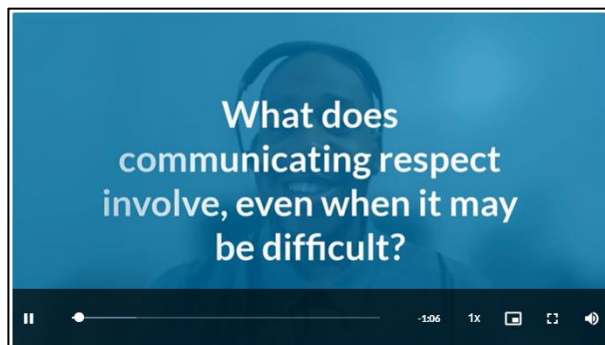 What does
communicating respect
involve, even when it may
be difficult?
-1:06 1x